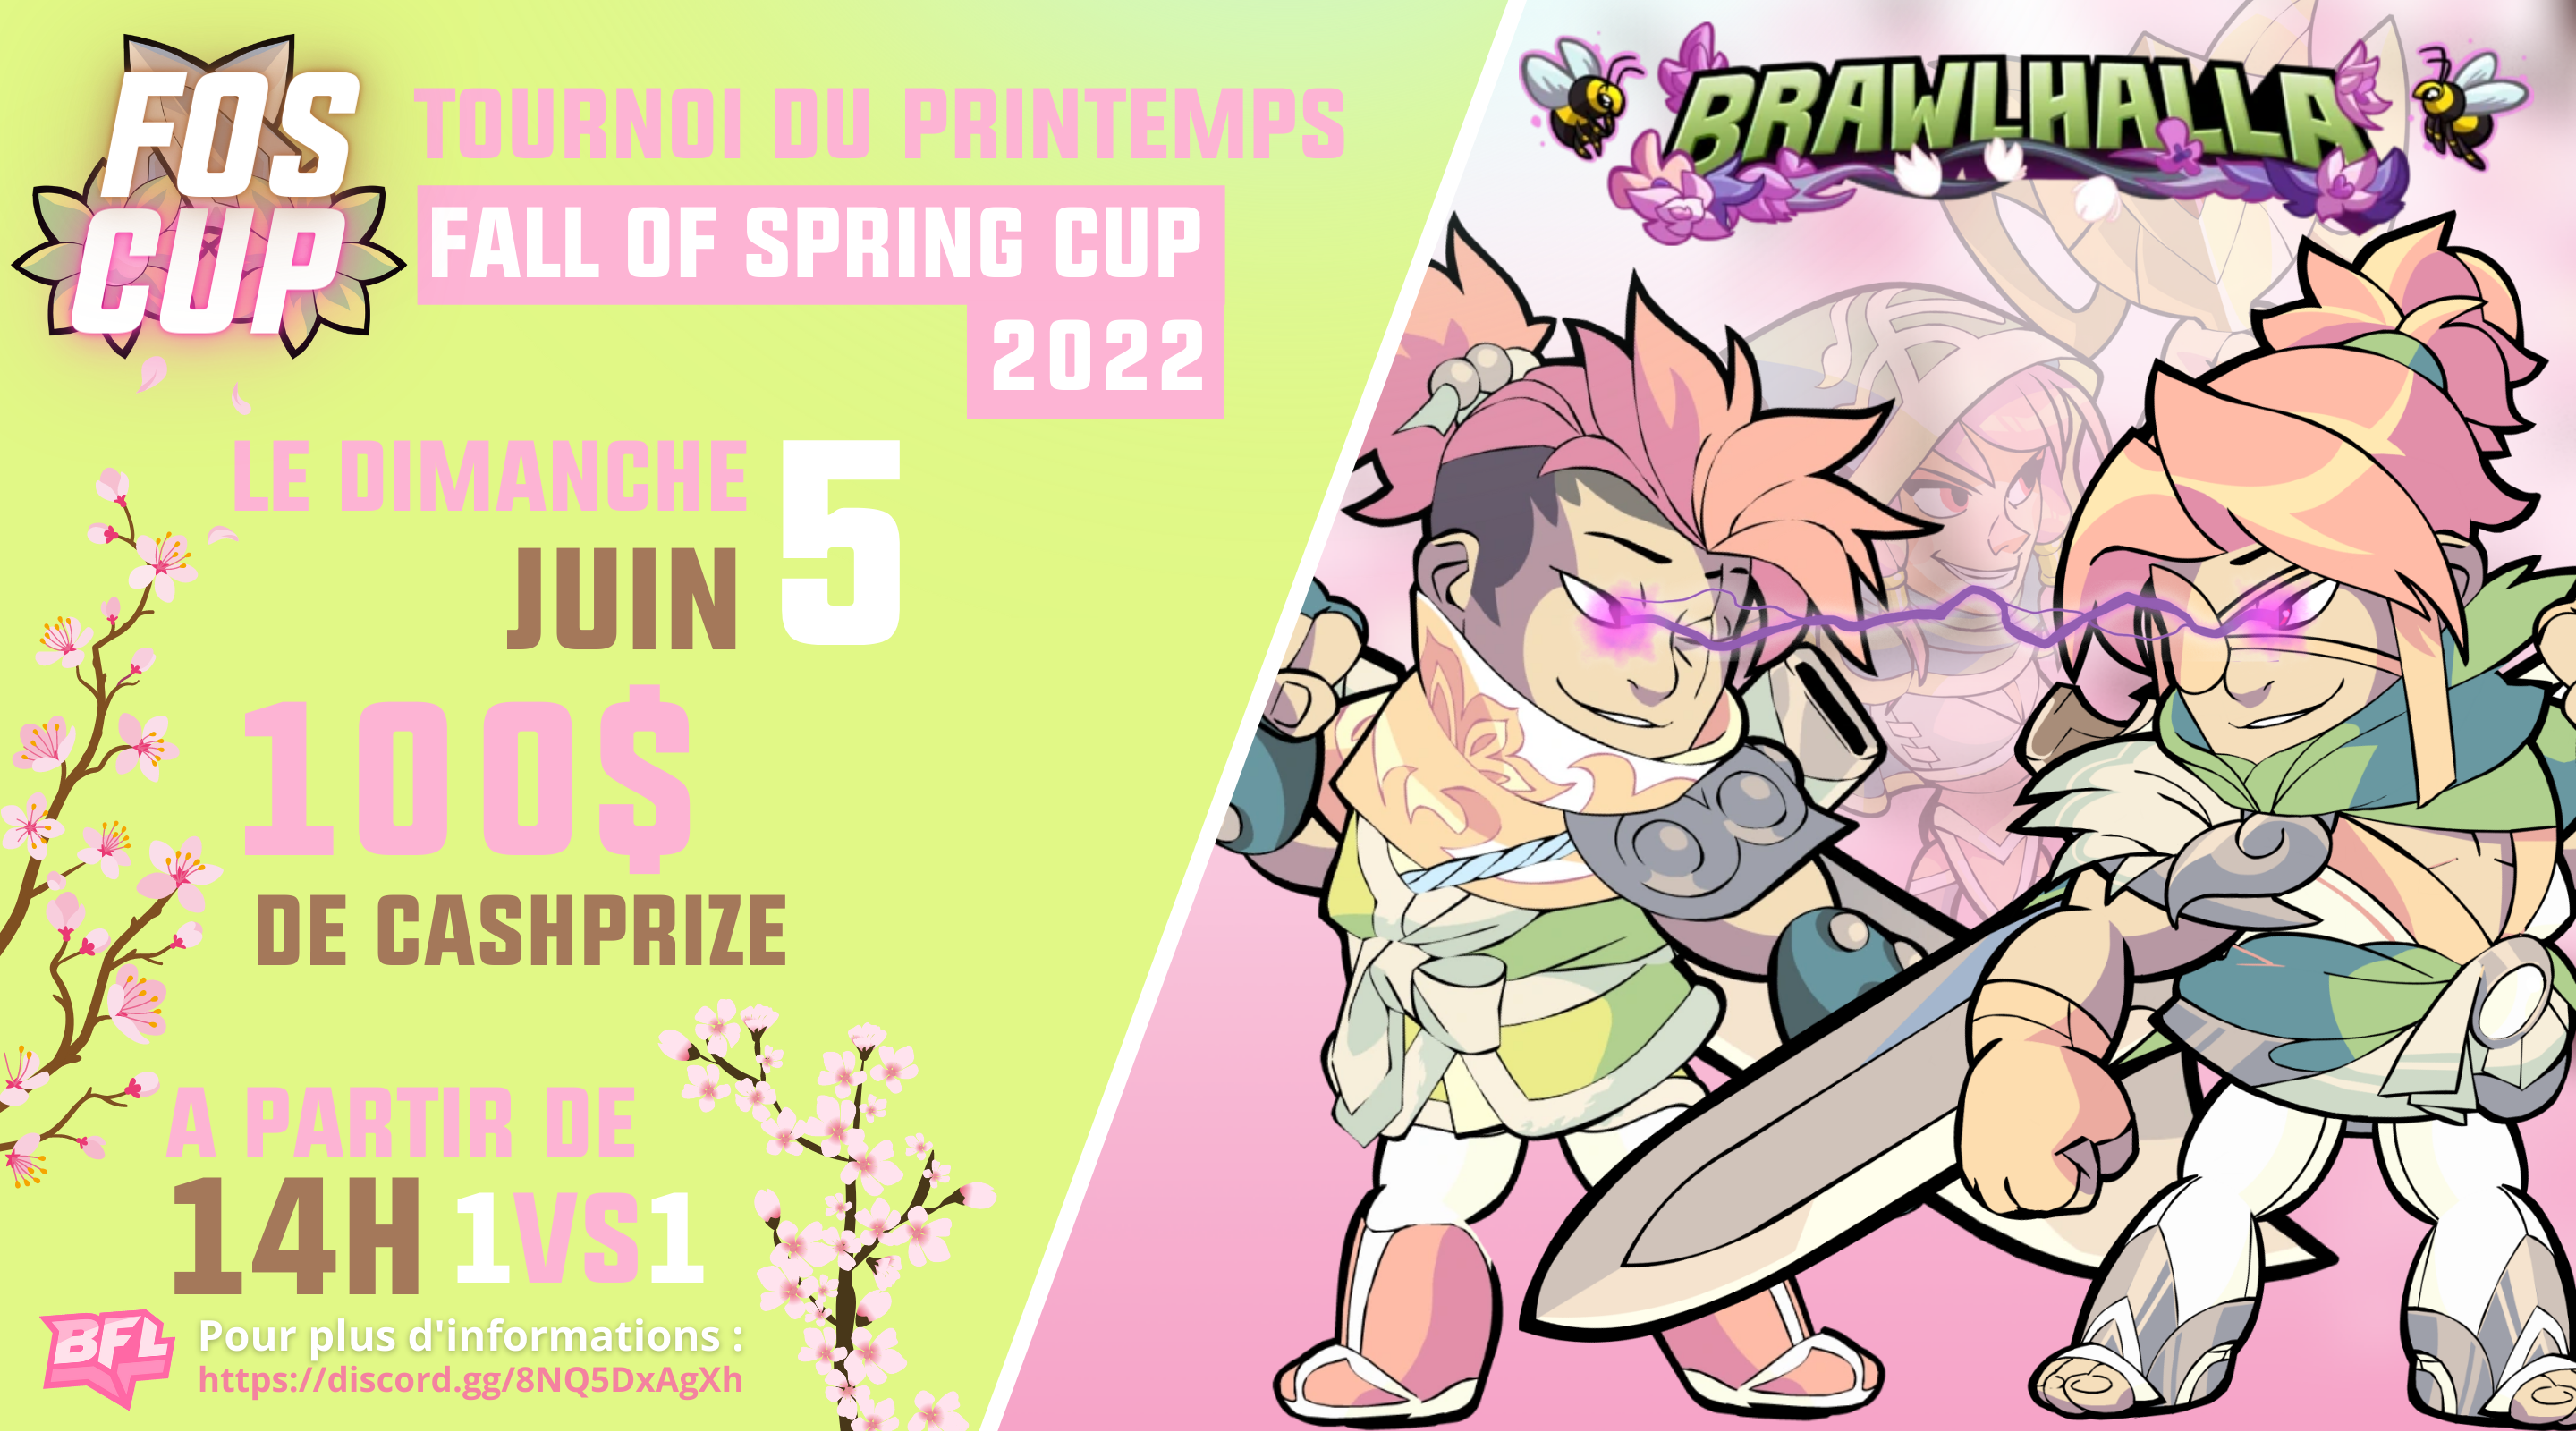 FOS
CUP
TOURNOI DU PRINTEMPS
FALL OF SPRING CUP
2022
LE DIMANCHE 5
JUIN
100$
DE CASHPRIZE
A PARTIR DE
14H 1VS1
BFL
Pour plus d'informations :
https://discord.gg/8NQ5DxAgXh
BRAWLHALLA